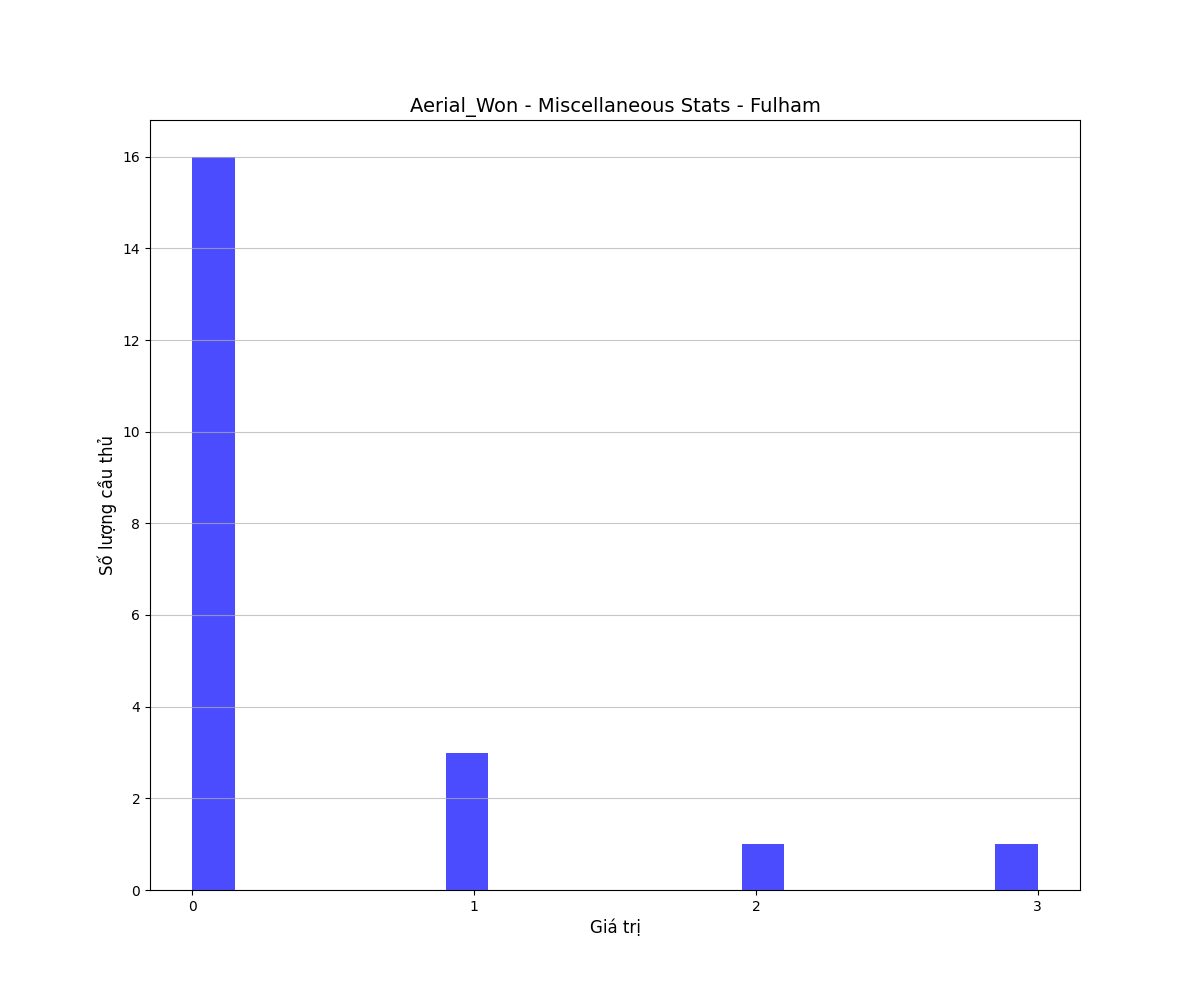 Aerial_Won - Miscellaneous Stats - Fulham
16
14
12
10
8
6
4
2
0
Số lượng cầu thủ
0 1 2 3
Giá trị